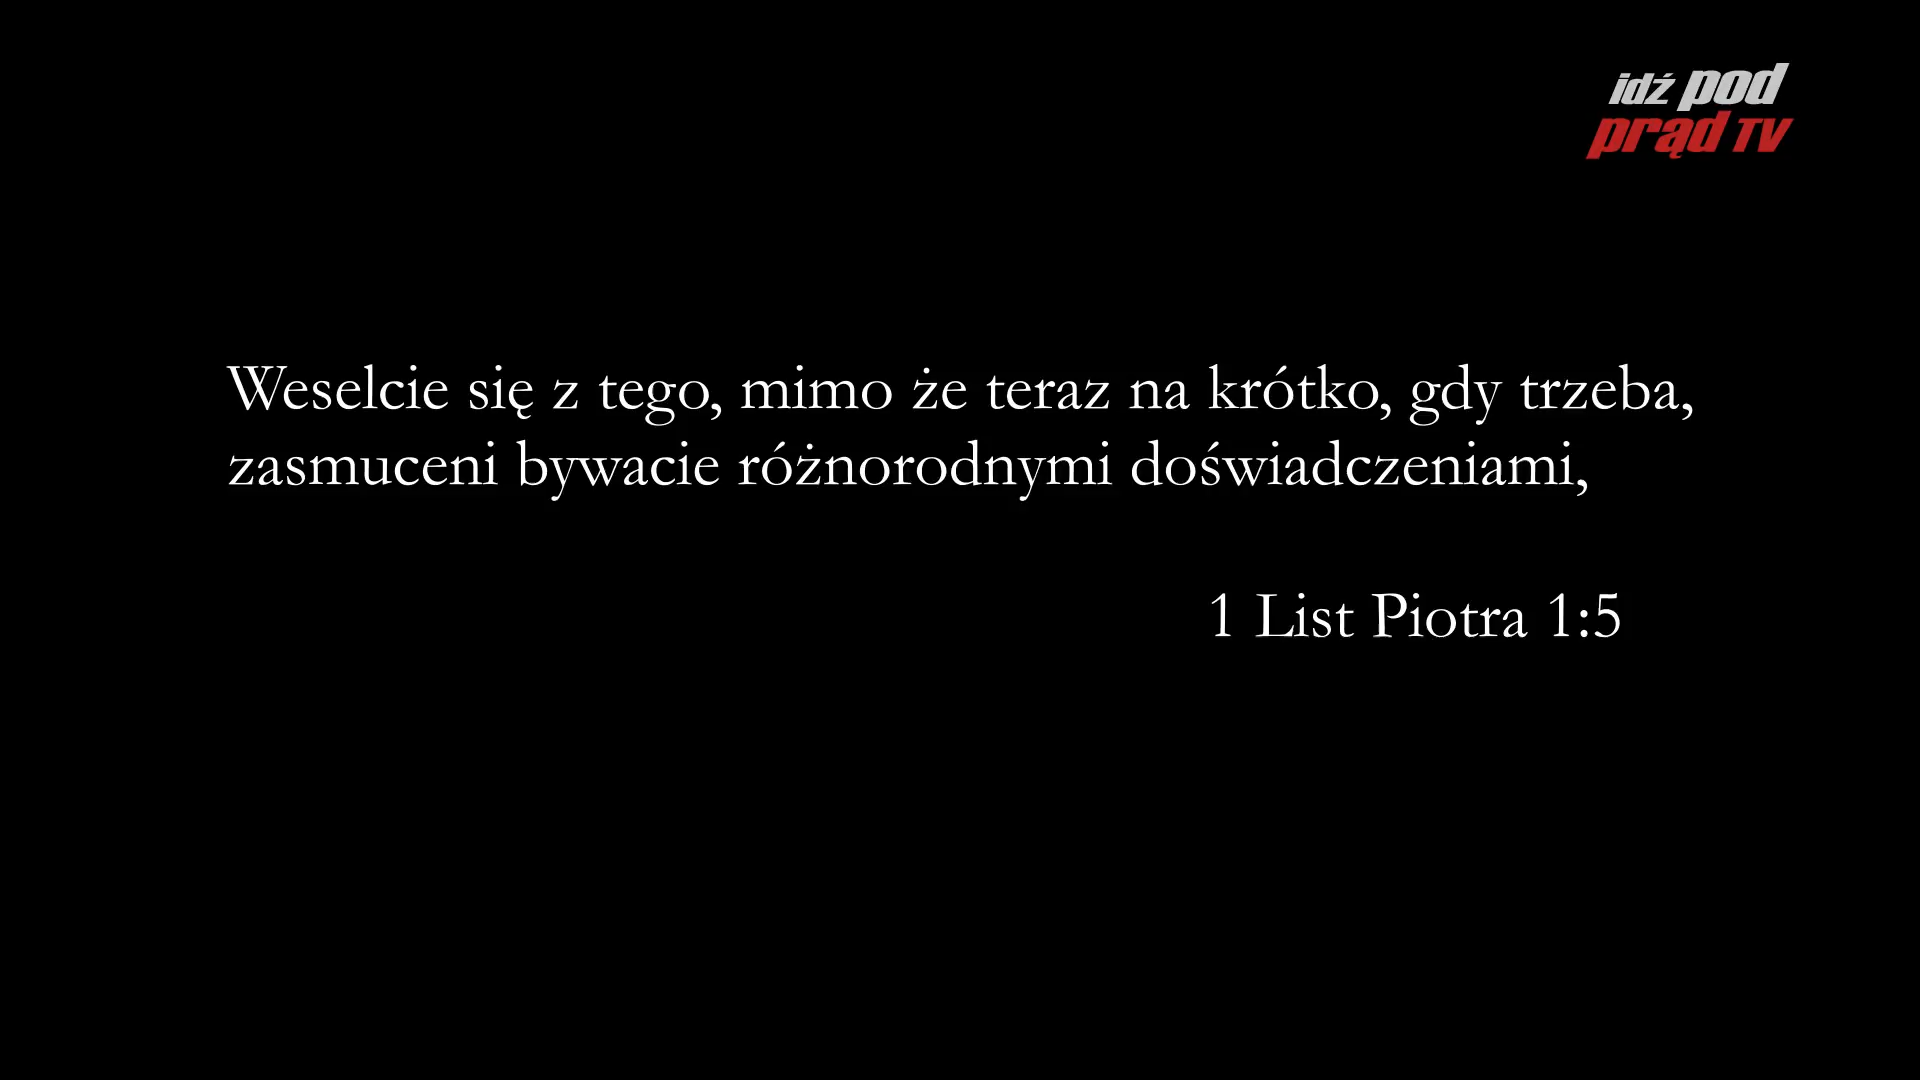 idź pod
prąd TV
Weselcie się z tego, mimo że teraz na krótko, gdy trzeba,
zasmuceni bywacie różnorodnymi doświadczeniami,
1 List Piotra 1:5